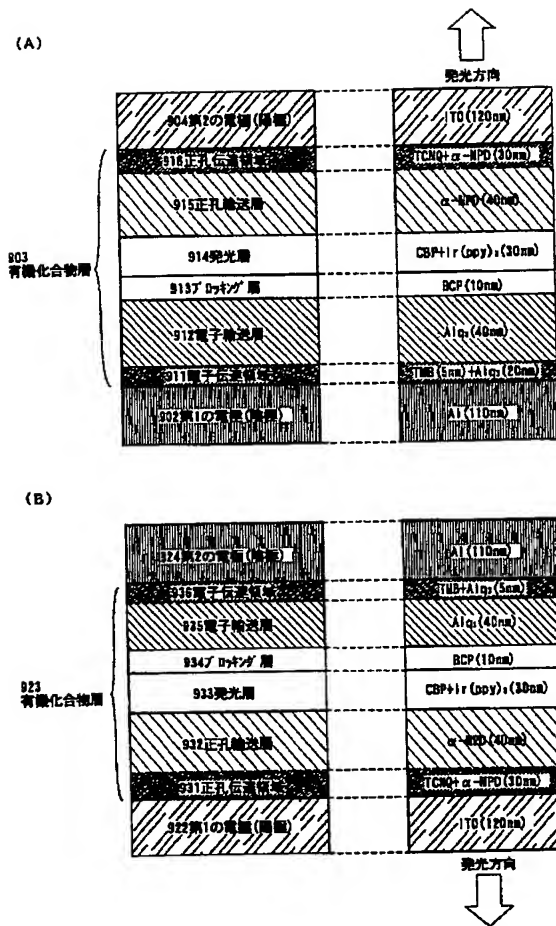 (A)
発光方向
904第2の電極(陽極)
ITO(120nm)
916正孔伝達領域
TCNQ+α-NPD(30nm)
915正孔輸送層
α-NPD(40nm)
903
有機化合物層
914発光層
CBP+Ir(ppy)₃(30nm)
913ブロッキング層
BCP(10nm)
912電子輸送層
Alq₃(40nm)
911電子伝達領域
TMB(5nm)+Alq₃(20nm)
902第1の電極(陰極)
Al(110nm)
(B)
924第2の電極(陰極)
Al(110nm)
936電子伝達領域
TMB+Alq₃(5nm)
935電子輸送層
Alq₃(40nm)
934ブロッキング層
BCP(10nm)
923
有機化合物層
933発光層
CBP+Ir(ppy)₃(30nm)
932正孔輸送層
α-NPD(40nm)
931正孔伝達領域
TCNQ+α-NPD(30nm)
922第1の電極(陽極)
ITO(120nm)
発光方向